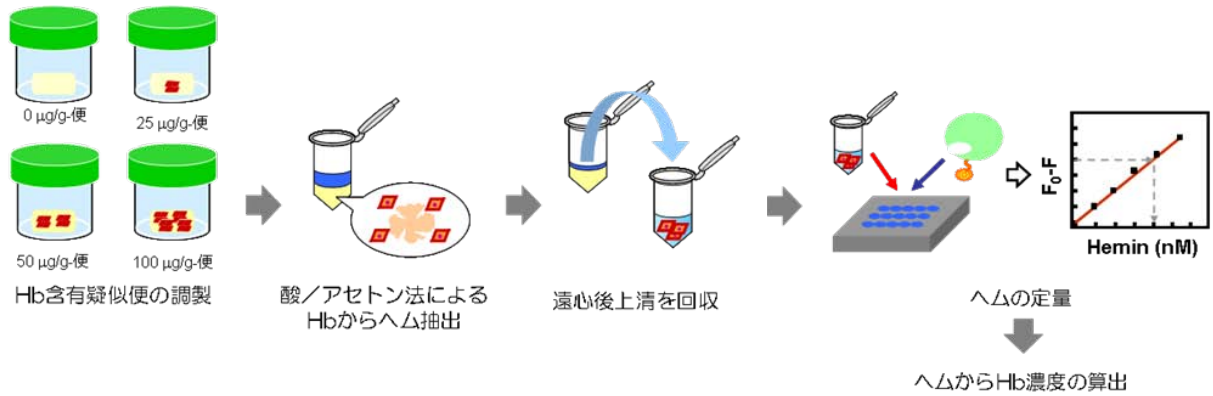 0 μg/g-便
25 μg/g-便
50 μg/g-便
100 μg/g-便
Hb含有疑似便の調製
酸/アセトン法による
Hbからヘム抽出
遠心後上清を回収
F₀-F
Hemin (nM)
ヘムの定量
ヘムからHb濃度の算出